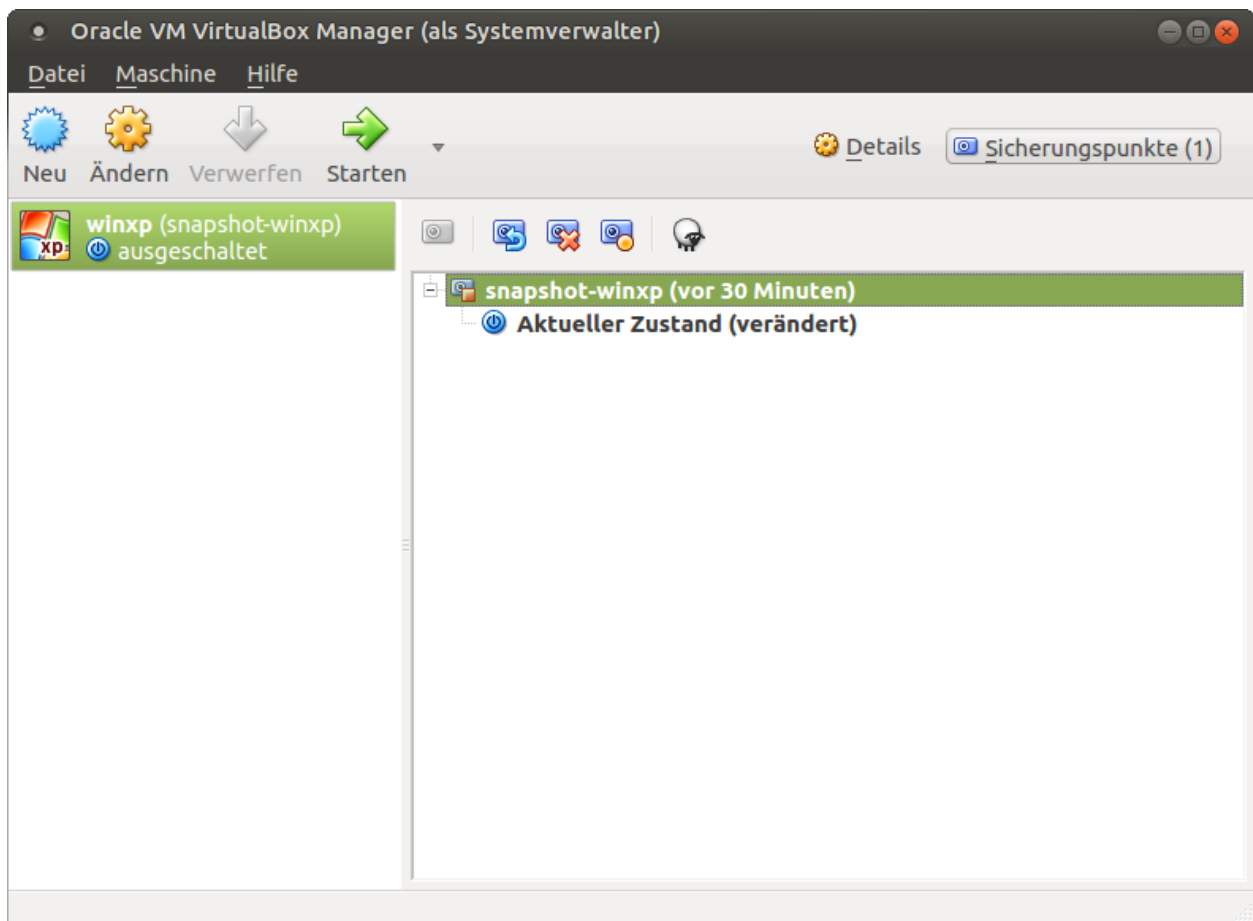 Oracle VM VirtualBox Manager (als Systemverwalter)
Datei Maschine Hilfe
Neu Ändern Verwerfen Starten
Details Sicherungspunkte (1)
xp
winxp (snapshot-winxp)
ausgeschaltet
snapshot-winxp (vor 30 Minuten)
Aktueller Zustand (verändert)